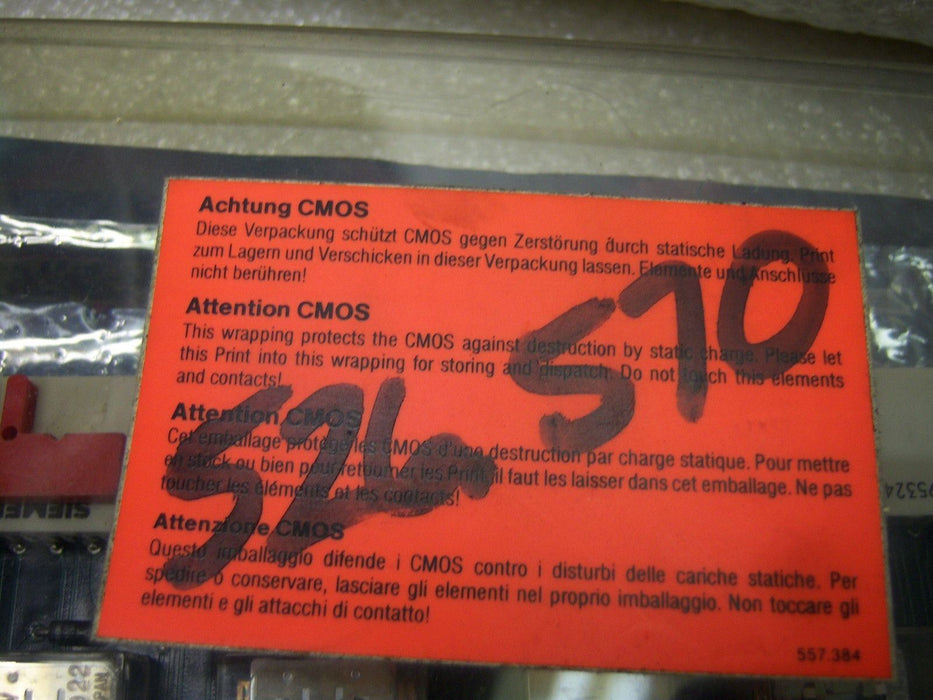 Achtung CMOS
Diese Verpackung schützt CMOS gegen Zerstörung durch statische Ladung. Print
zum Lagern und Verschicken in dieser Verpackung lassen. Elemente und Anschlüsse
nicht berühren!
Attention CMOS
This wrapping protects the CMOS against destruction by static charge. Please let
this Print into this wrapping for storing and dispatch. Do not touch this elements
and contacts!
Attention CMOS
Cet emballage protège les CMOS d'une destruction par charge statique. Pour mettre
en stock ou bien pour retourner les Print il faut les laisser dans cet emballage. Ne pas
toucher les éléments et les contacts!
Attenzione CMOS
Questo imballaggio difende i CMOS contro i disturbi delle cariche statiche. Per
spedire o conservare, lasciare gli elementi nel proprio imballaggio. Non toccare gli
elementi e gli attacchi di contatto!
557.384
S70
SIEME
022
JAPAN